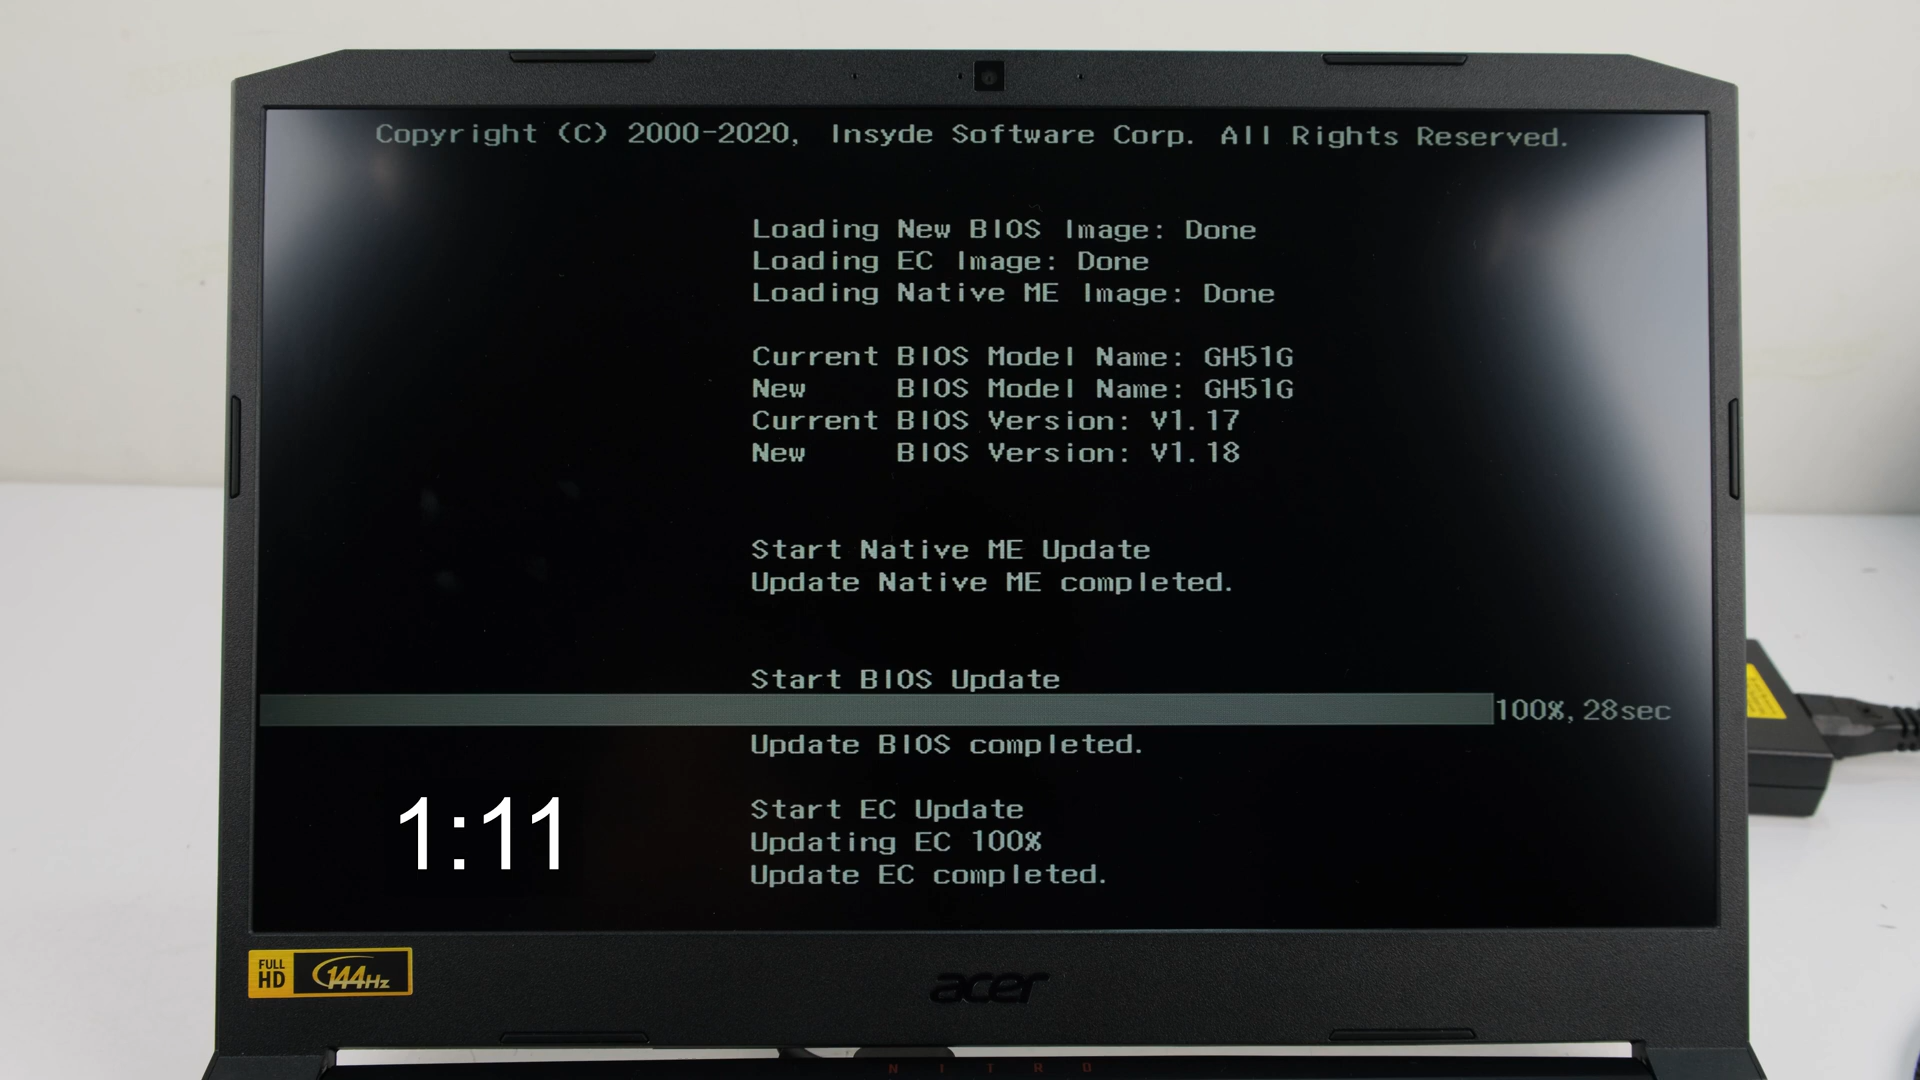 Copyright (C) 2000-2020, Insyde Software Corp. All Rights Reserved.
Loading New BIOS Image: Done
Loading EC Image: Done
Loading Native ME Image: Done
Current BIOS Model Name: GH51G
New     BIOS Model Name: GH51G
Current BIOS Version: V1.17
New     BIOS Version: V1.18
Start Native ME Update
Update Native ME completed.
Start BIOS Update
100%, 28sec
Update BIOS completed.
Start EC Update
Updating EC 100%
Update EC completed.
1:11
FULL HD 144Hz
acer
NITRO